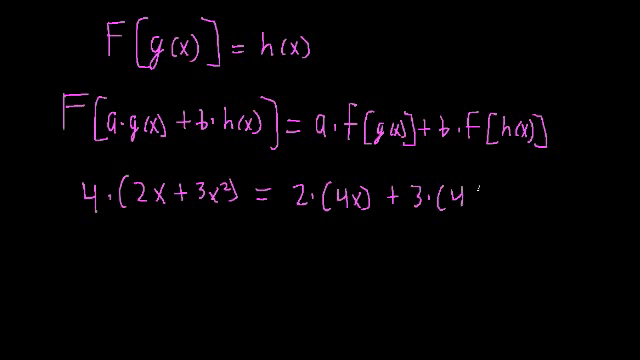 F[g(x)] = h(x)
F[a·g(x) + b·h(x)] = a·f[g(x)] + b·F[h(x)]
4·(2x + 3x²) = 2·(4x) + 3·(4